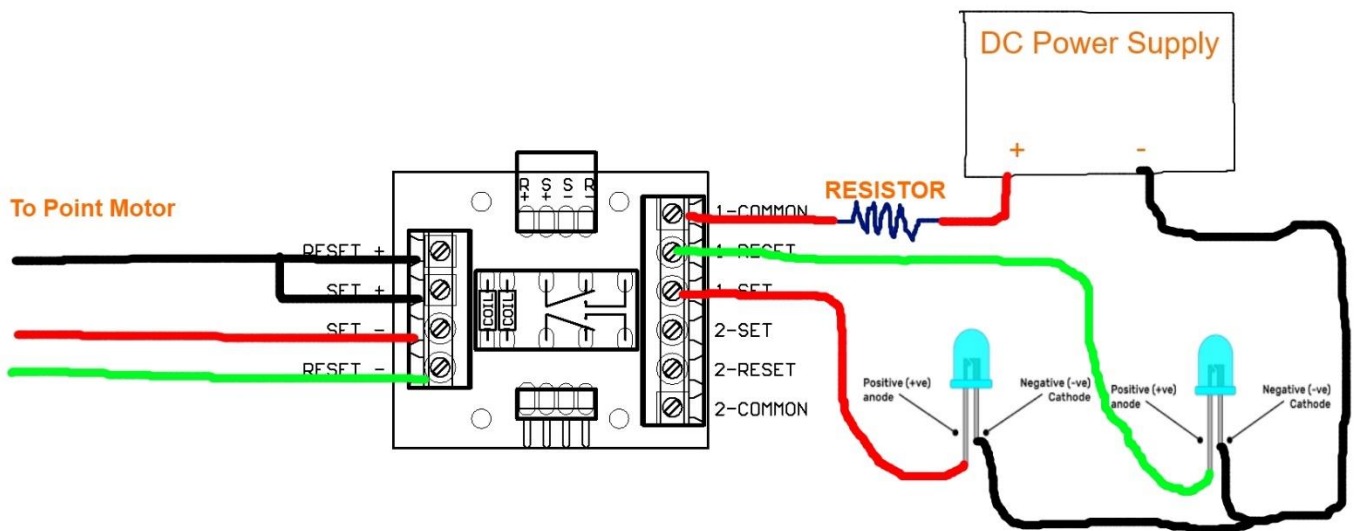 DC Power Supply
+ -
RESISTOR
To Point Motor
R S S R
+ + - -
RESET +
SET +
SET -
RESET -
COIL
COIL
1-COMMON
1-RESET
1-SET
2-SET
2-RESET
2-COMMON
Positive (+ve)
anode
Negative (-ve)
Cathode
Positive (+ve)
anode
Negative (-ve)
Cathode